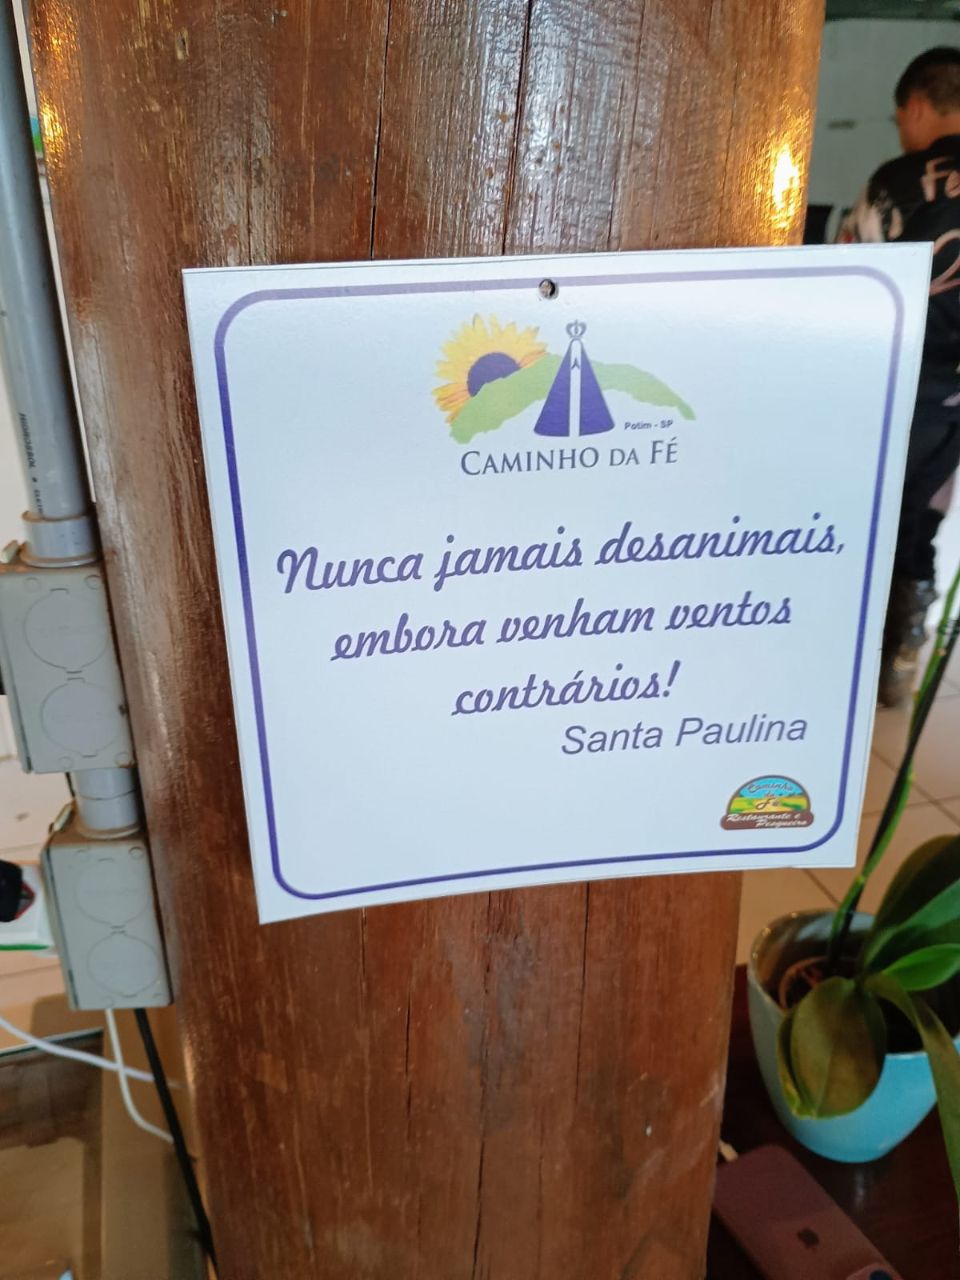 Potim - SP
CAMINHO DA FÉ
Nunca jamais desanimais,
embora venham ventos
contrários!
Santa Paulina
Caminho
da
Fé
Restaurante e
Pesqueiro
Fe